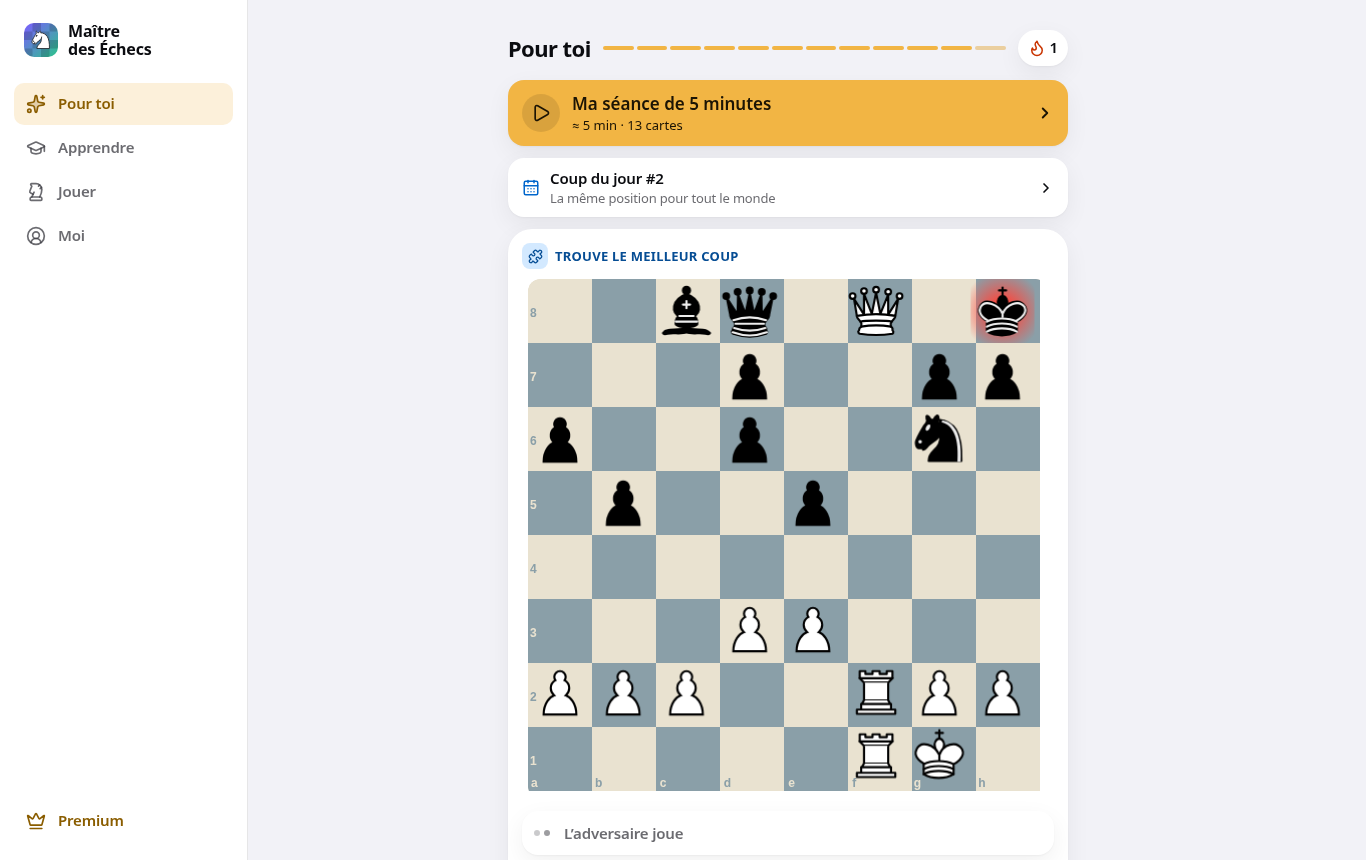 Maître
des Échecs
Pour toi
Apprendre
Jouer
Moi
Premium
Pour toi
1
Ma séance de 5 minutes
≈ 5 min · 13 cartes
Coup du jour #2
La même position pour tout le monde
TROUVE LE MEILLEUR COUP
8
7
6
5
4
3
2
1
a b c d e f g h
L’adversaire joue